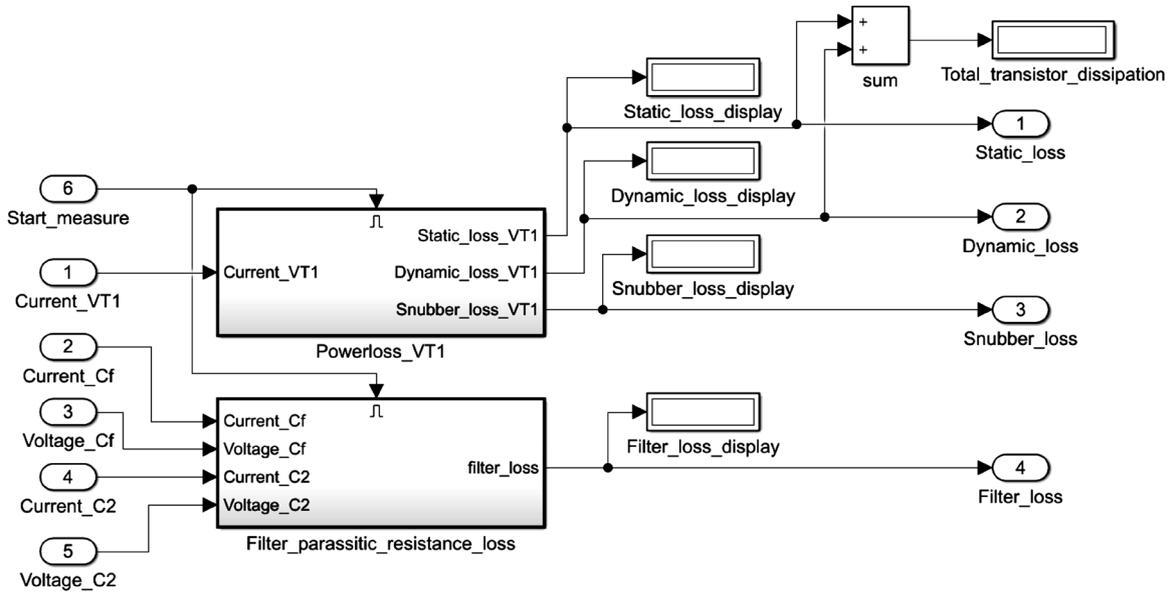 +
+
sum
Total_transistor_dissipation
Static_loss_display
1
Static_loss
Dynamic_loss_display
6
Start_measure
2
Dynamic_loss
Static_loss_VT1
1
Current_VT1
Current_VT1
Dynamic_loss_VT1
Snubber_loss_display
Snubber_loss_VT1
3
Snubber_loss
Powerloss_VT1
2
Current_Cf
3
Voltage_Cf
4
Current_C2
5
Voltage_C2
Current_Cf
Voltage_Cf
Current_C2
Voltage_C2
filter_loss
Filter_loss_display
4
Filter_loss
Filter_parassitic_resistance_loss